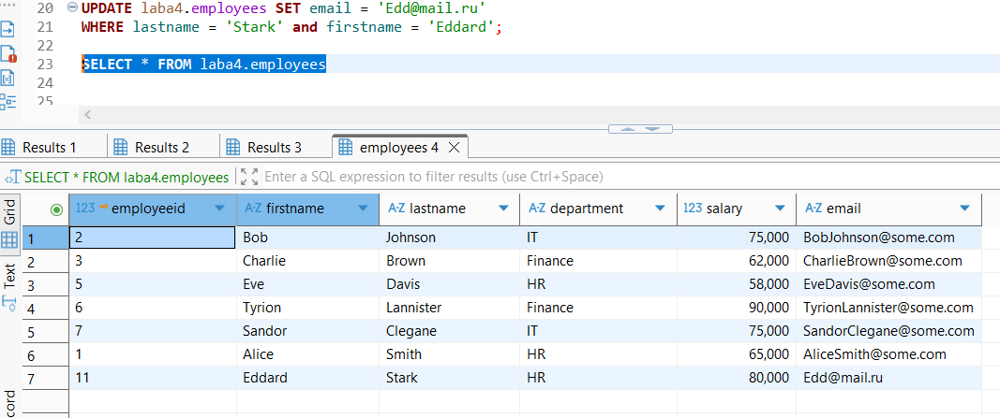 20 UPDATE laba4.employees SET email = 'Edd@mail.ru'
21 WHERE lastname = 'Stark' and firstname = 'Eddard';
22
23 SELECT * FROM laba4.employees
24
25
Results 1 Results 2 Results 3 employees 4
SELECT * FROM laba4.employees Enter a SQL expression to filter results (use Ctrl+Space)
Grid
Text
cord
123 employeeid A-Z firstname A-Z lastname A-Z department 123 salary A-Z email
1 2 Bob Johnson IT 75,000 BobJohnson@some.com
2 3 Charlie Brown Finance 62,000 CharlieBrown@some.com
3 5 Eve Davis HR 58,000 EveDavis@some.com
4 6 Tyrion Lannister Finance 90,000 TyrionLannister@some.com
5 7 Sandor Clegane IT 75,000 SandorClegane@some.com
6 1 Alice Smith HR 65,000 AliceSmith@some.com
7 11 Eddard Stark HR 80,000 Edd@mail.ru